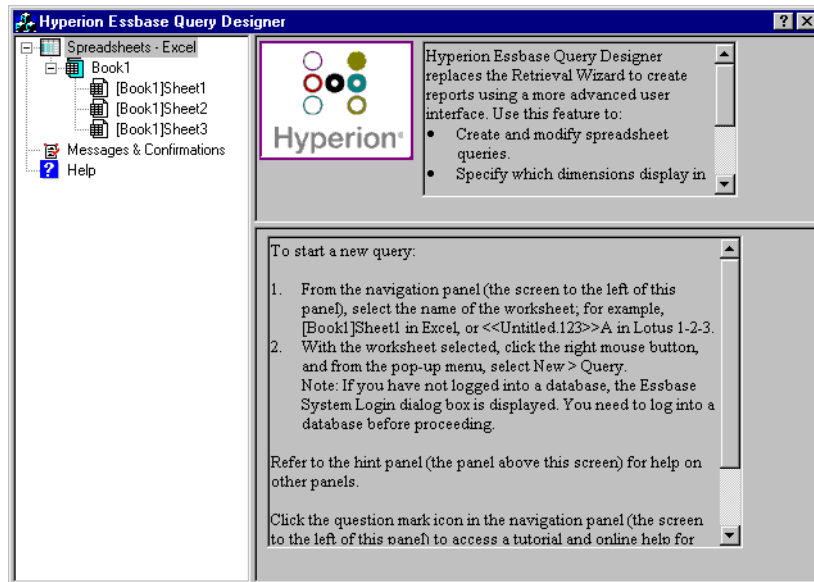 Hyperion Essbase Query Designer
Spreadsheets - Excel
Book1
[Book1]Sheet1
[Book1]Sheet2
[Book1]Sheet3
Messages & Confirmations
? Help
Hyperion
Hyperion Essbase Query Designer
replaces the Retrieval Wizard to create
reports using a more advanced user
interface. Use this feature to:
• Create and modify spreadsheet
queries.
• Specify which dimensions display in
To start a new query:
1. From the navigation panel (the screen to the left of this
panel), select the name of the worksheet; for example,
[Book1]Sheet1 in Excel, or <<Untitled.123>>A in Lotus 1-2-3.
2. With the worksheet selected, click the right mouse button,
and from the pop-up menu, select New > Query.
Note: If you have not logged into a database, the Essbase
System Login dialog box is displayed. You need to log into a
database before proceeding.
Refer to the hint panel (the panel above this screen) for help on
other panels.
Click the question mark icon in the navigation panel (the screen
to the left of this panel) to access a tutorial and online help for